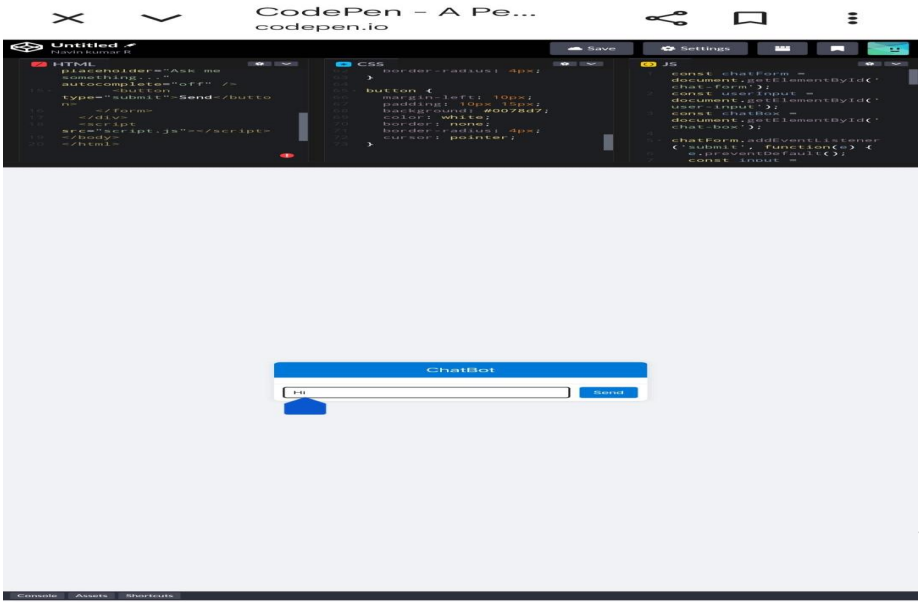 CodePen – A Pe...
codepen.io
Untitled
Navin kumar R
Save
Settings
HTML
placeholder="Ask me
something..."
autocomplete="off" />
<button
type="submit">Send</butto
n>
</form>
</div>
<script
src="script.js"></script>
</body>
</html>
CSS
border-radius: 4px;
}
button {
margin-left: 10px;
padding: 10px 15px;
background: #0078d7;
color: white;
border: none;
border-radius: 4px;
cursor: pointer;
}
JS
const chatForm =
document.getElementById('
chat-form');
const userInput =
document.getElementById('
user-input');
const chatBox =
document.getElementById('
chat-box');
chatForm.addEventListener
('submit', function(e) {
e.preventDefault();
const input =
ChatBot
Hi
Send
Console Assets Shortcuts